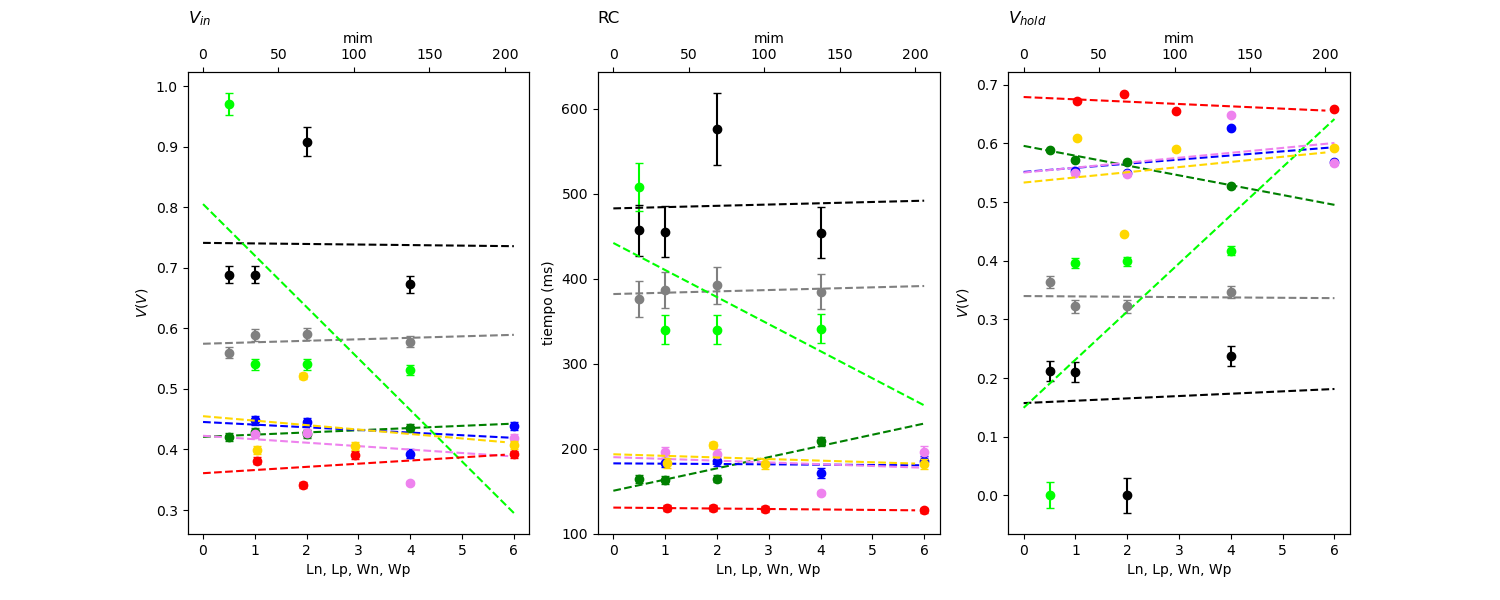 V_in
mim
0 50 100 150 200
1.0
0.9
0.8
0.7
0.6
0.5
0.4
0.3
V(V)
0 1 2 3 4 5 6
Ln, Lp, Wn, Wp
RC
mim
0 50 100 150 200
600
500
400
300
200
100
tiempo (ms)
0 1 2 3 4 5 6
Ln, Lp, Wn, Wp
V_hold
mim
0 50 100 150 200
0.7
0.6
0.5
0.4
0.3
0.2
0.1
0.0
V(V)
0 1 2 3 4 5 6
Ln, Lp, Wn, Wp